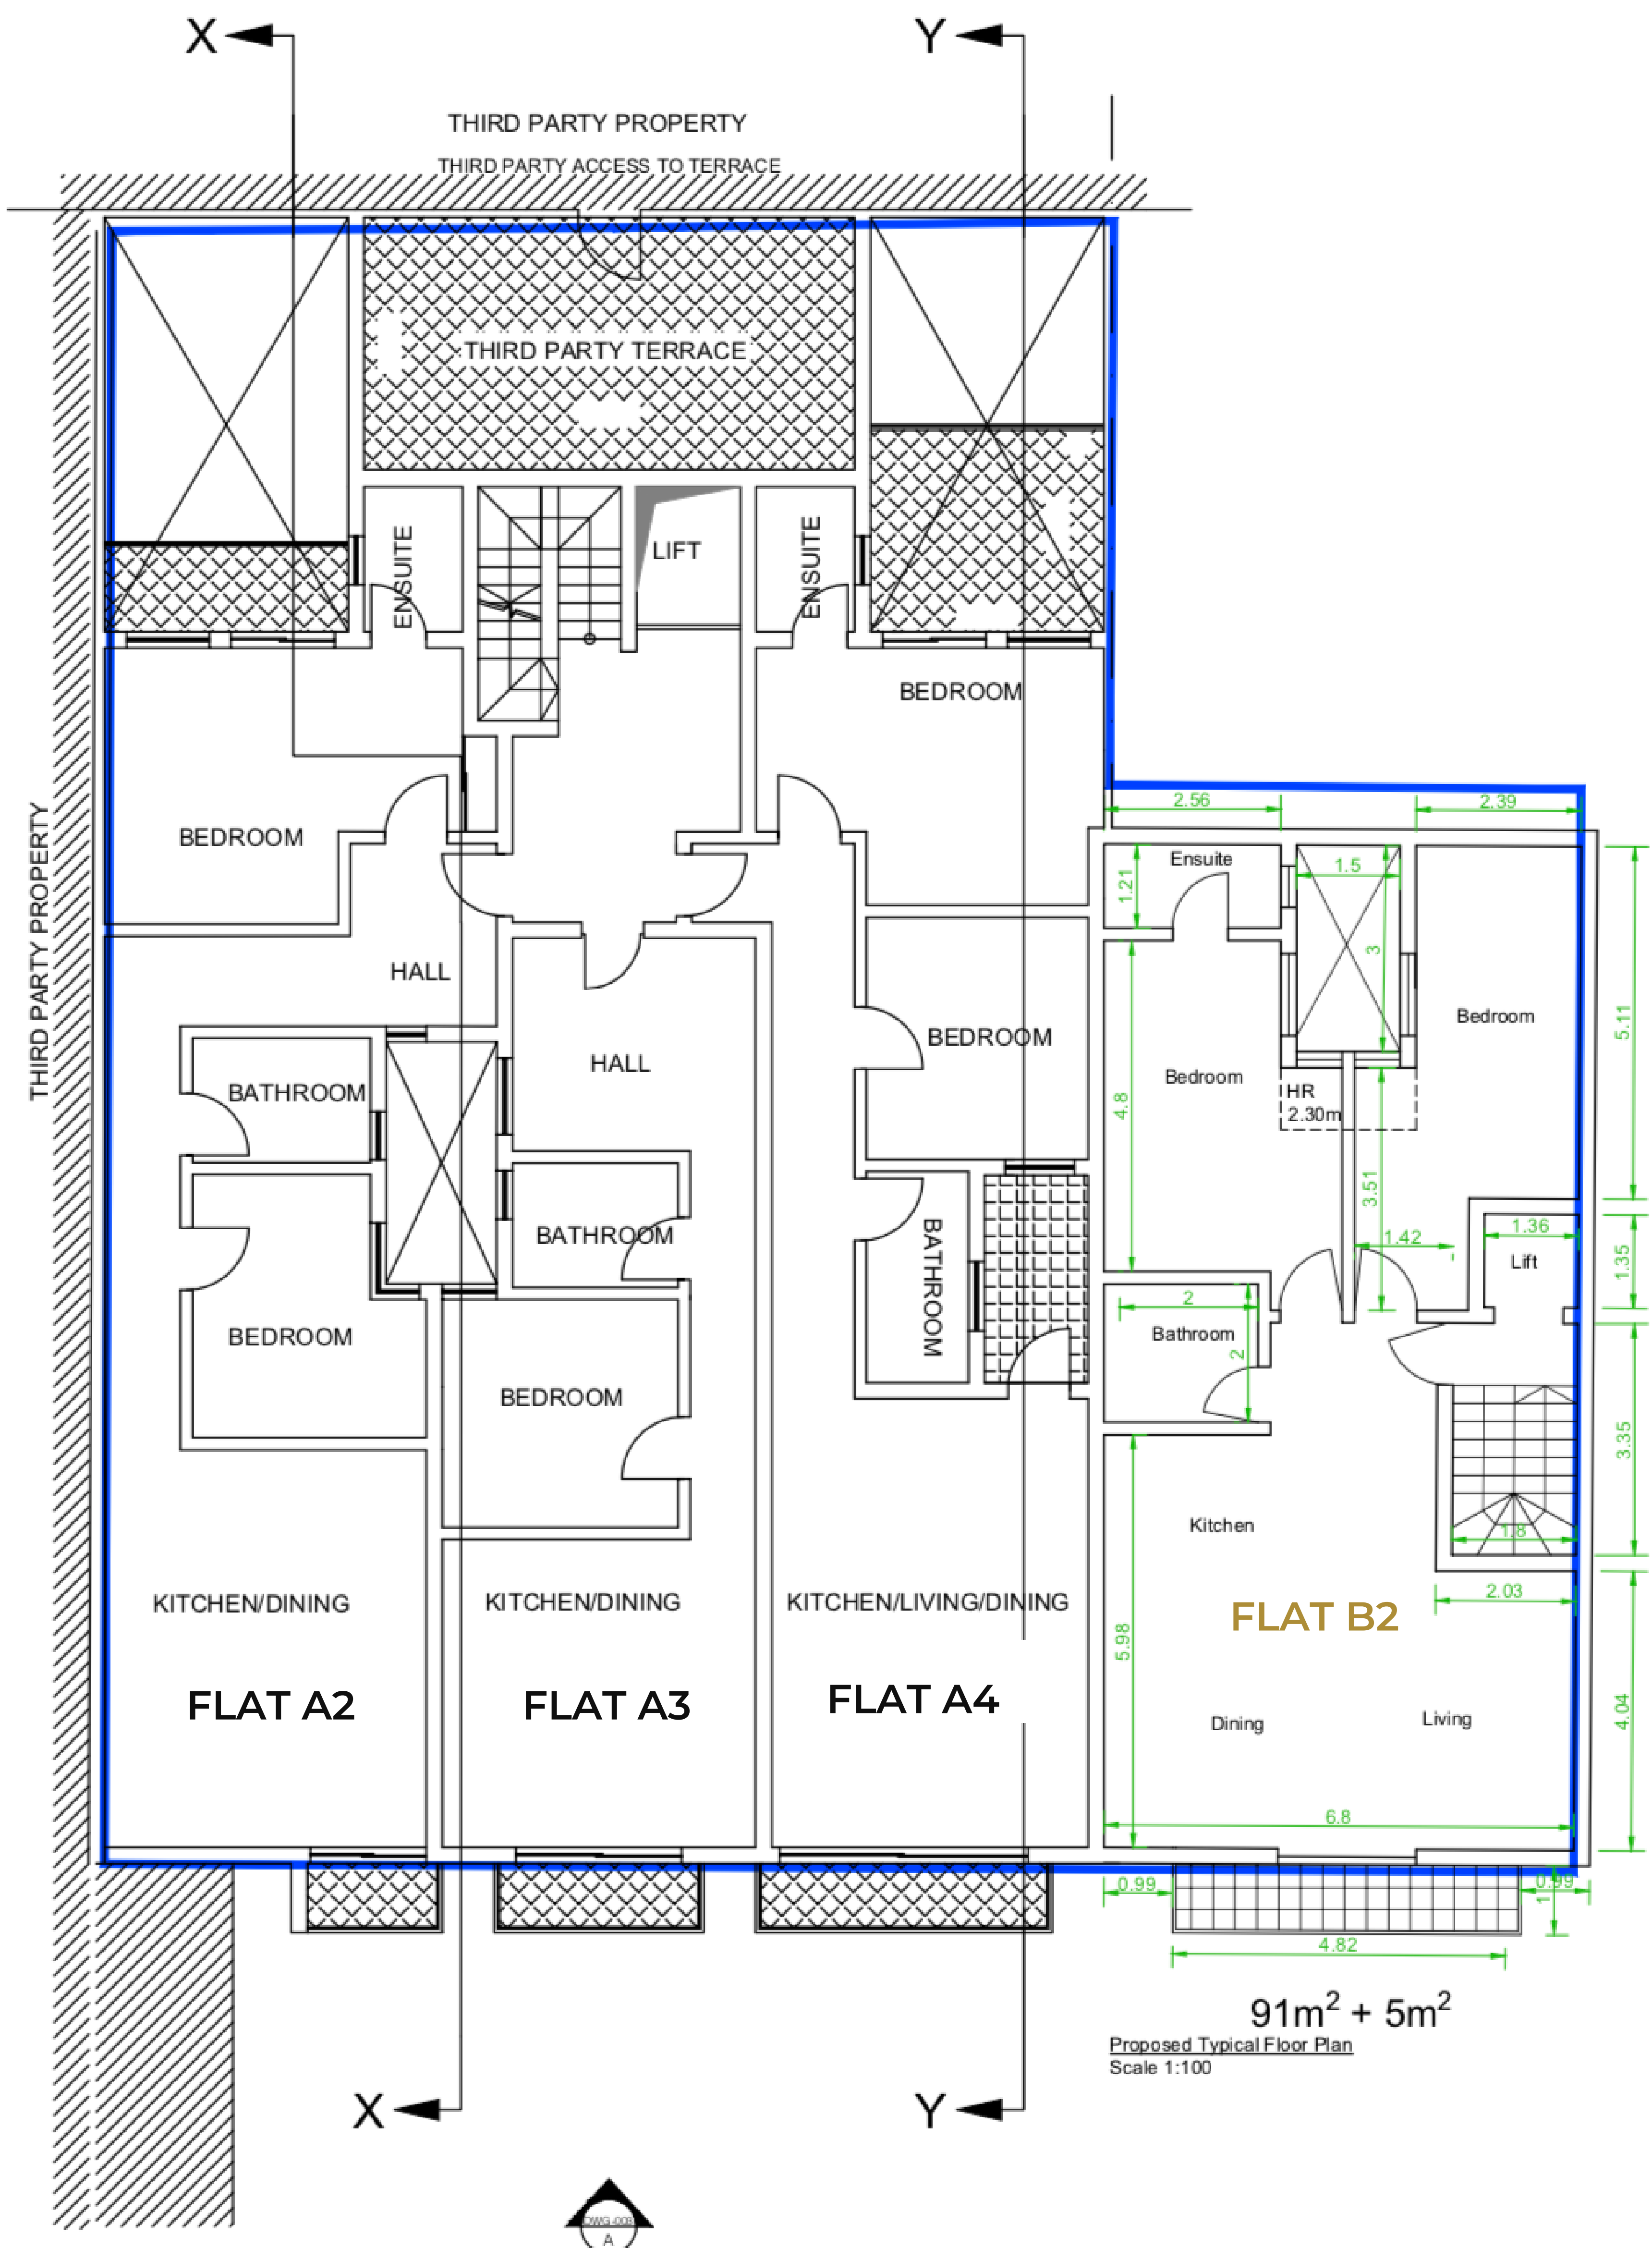 X
Y
THIRD PARTY PROPERTY
THIRD PARTY ACCESS TO TERRACE
THIRD PARTY TERRACE
ENSUITE
LIFT
ENSUITE
BEDROOM
THIRD PARTY PROPERTY
BEDROOM
2.56
2.39
Ensuite
1.21
1.5
3
HALL
BEDROOM
Bedroom
5.11
HALL
BATHROOM
Bedroom
HR
2.30m
4.8
3.51
BATHROOM
BATHROOM
1.42
1.36
Lift
1.35
2
Bathroom
2
BEDROOM
BEDROOM
3.35
Kitchen
1.8
KITCHEN/DINING
KITCHEN/DINING
KITCHEN/LIVING/DINING
2.03
FLAT B2
5.98
FLAT A2
FLAT A3
FLAT A4
Dining
Living
4.04
6.8
0.99
0.99
1
4.82
91m² + 5m²
Proposed Typical Floor Plan
Scale 1:100
X
Y
DWG-008
A